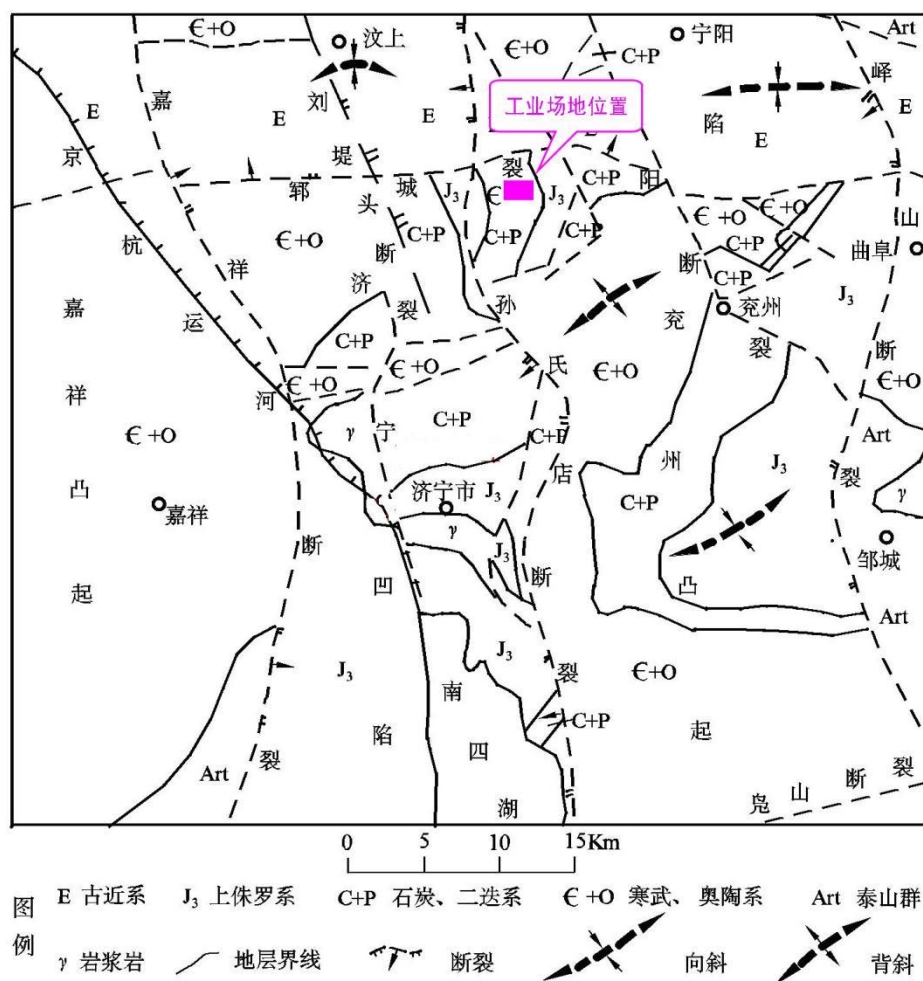 Є+O
汶上
Є+O
C+P
宁阳
Art
E
嘉
刘
E
E
工业场地位置
陷
E
峄
E
京
堤
E
裂
阳
郓
城
J₃
Є
J₃
C+P
头
杭
祥
Є+O
C+P
C+P
Є+O
Є+O
山
断
C+P
曲阜
运
济
裂
孙
断
C+P
兖州
J₃
嘉
C+P
氏
兖
裂
断
祥
河
Є+O
Є+O
Є+O
Є+O
Є+O
γ
宁
C+P
C+P
店
州
J₃
Art
裂
γ
凸
嘉祥
济宁市
J₃
C+P
γ
邹城
断
J₃
断
起
凹
凸
Art
J₃
J₃
裂
Є+O
南
C+P
起
Art
裂
陷
四
湖
凫
山
断
裂
0 5 10 15Km
图例
E 古近系 J₃ 上侏罗系 C+P 石炭、二迭系 Є+O 寒武、奥陶系 Art 泰山群
γ 岩浆岩 地层界线 断裂 向斜 背斜